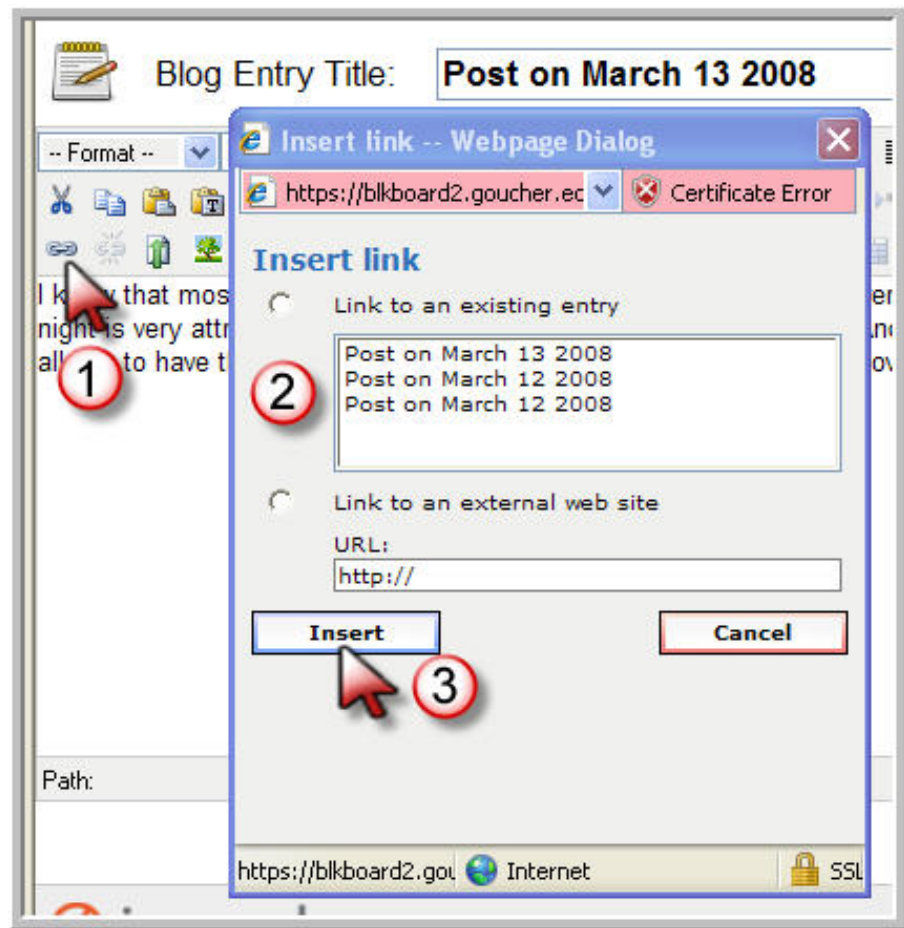 Blog Entry Title: Post on March 13 2008
-- Format --
Insert link -- Webpage Dialog
https://blkboard2.goucher.ec Certificate Error
Insert link
Link to an existing entry
I know that mos
night is very attr
all to have t
1
2
Post on March 13 2008
Post on March 12 2008
Post on March 12 2008
Link to an external web site
URL:
http://
Insert Cancel
3
Path:
https://blkboard2.gou Internet SSL